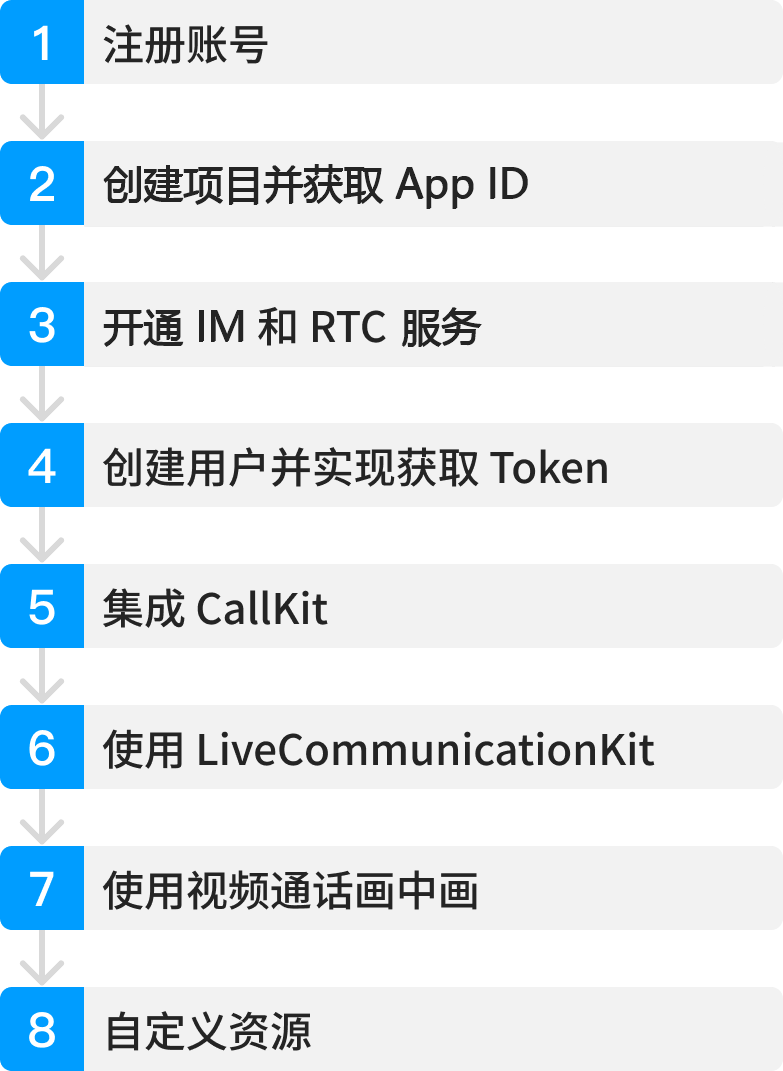 1 注册账号
2 创建项目并获取 App ID
3 开通 IM 和 RTC 服务
4 创建用户并实现获取 Token
5 集成 CallKit
6 使用 LiveCommunicationKit
7 使用视频通话画中画
8 自定义资源